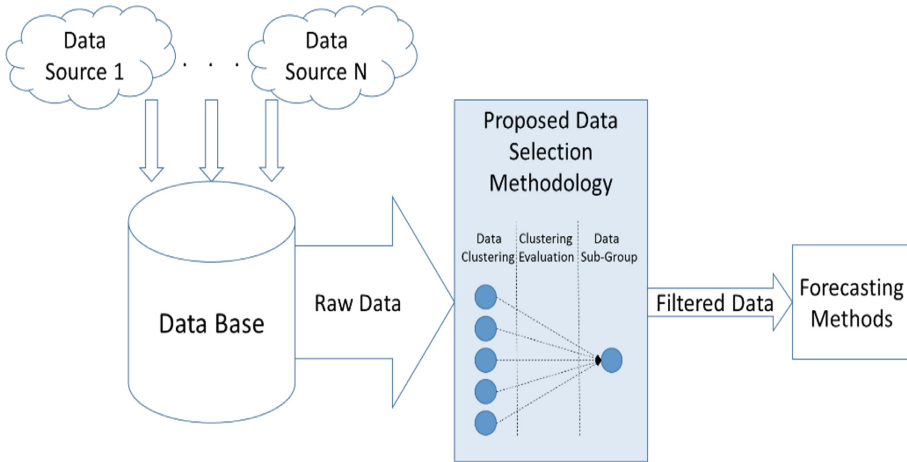 Data
Source 1
. . .
Data
Source N
Proposed Data
Selection
Methodology
Data
Clustering
Clustering
Evaluation
Data
Sub-Group
Data Base
Raw Data
Filtered Data
Forecasting
Methods